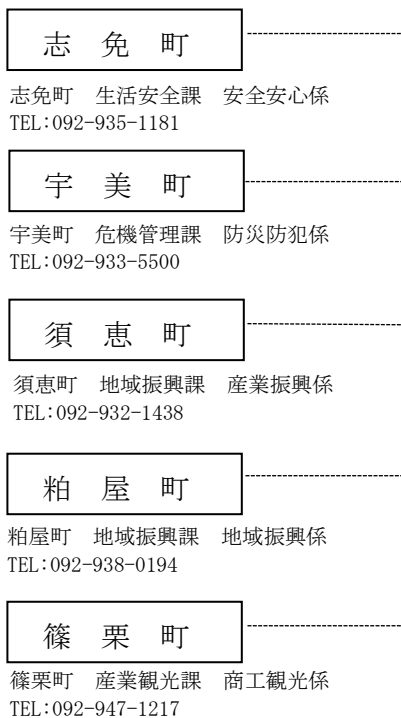 志免町
志免町　生活安全課　安全安心係
TEL:092-935-1181
宇美町
宇美町　危機管理課　防災防犯係
TEL:092-933-5500
須恵町
須恵町　地域振興課　産業振興係
TEL:092-932-1438
粕屋町
粕屋町　地域振興課　地域振興係
TEL:092-938-0194
篠栗町
篠栗町　産業観光課　商工観光係
TEL:092-947-1217